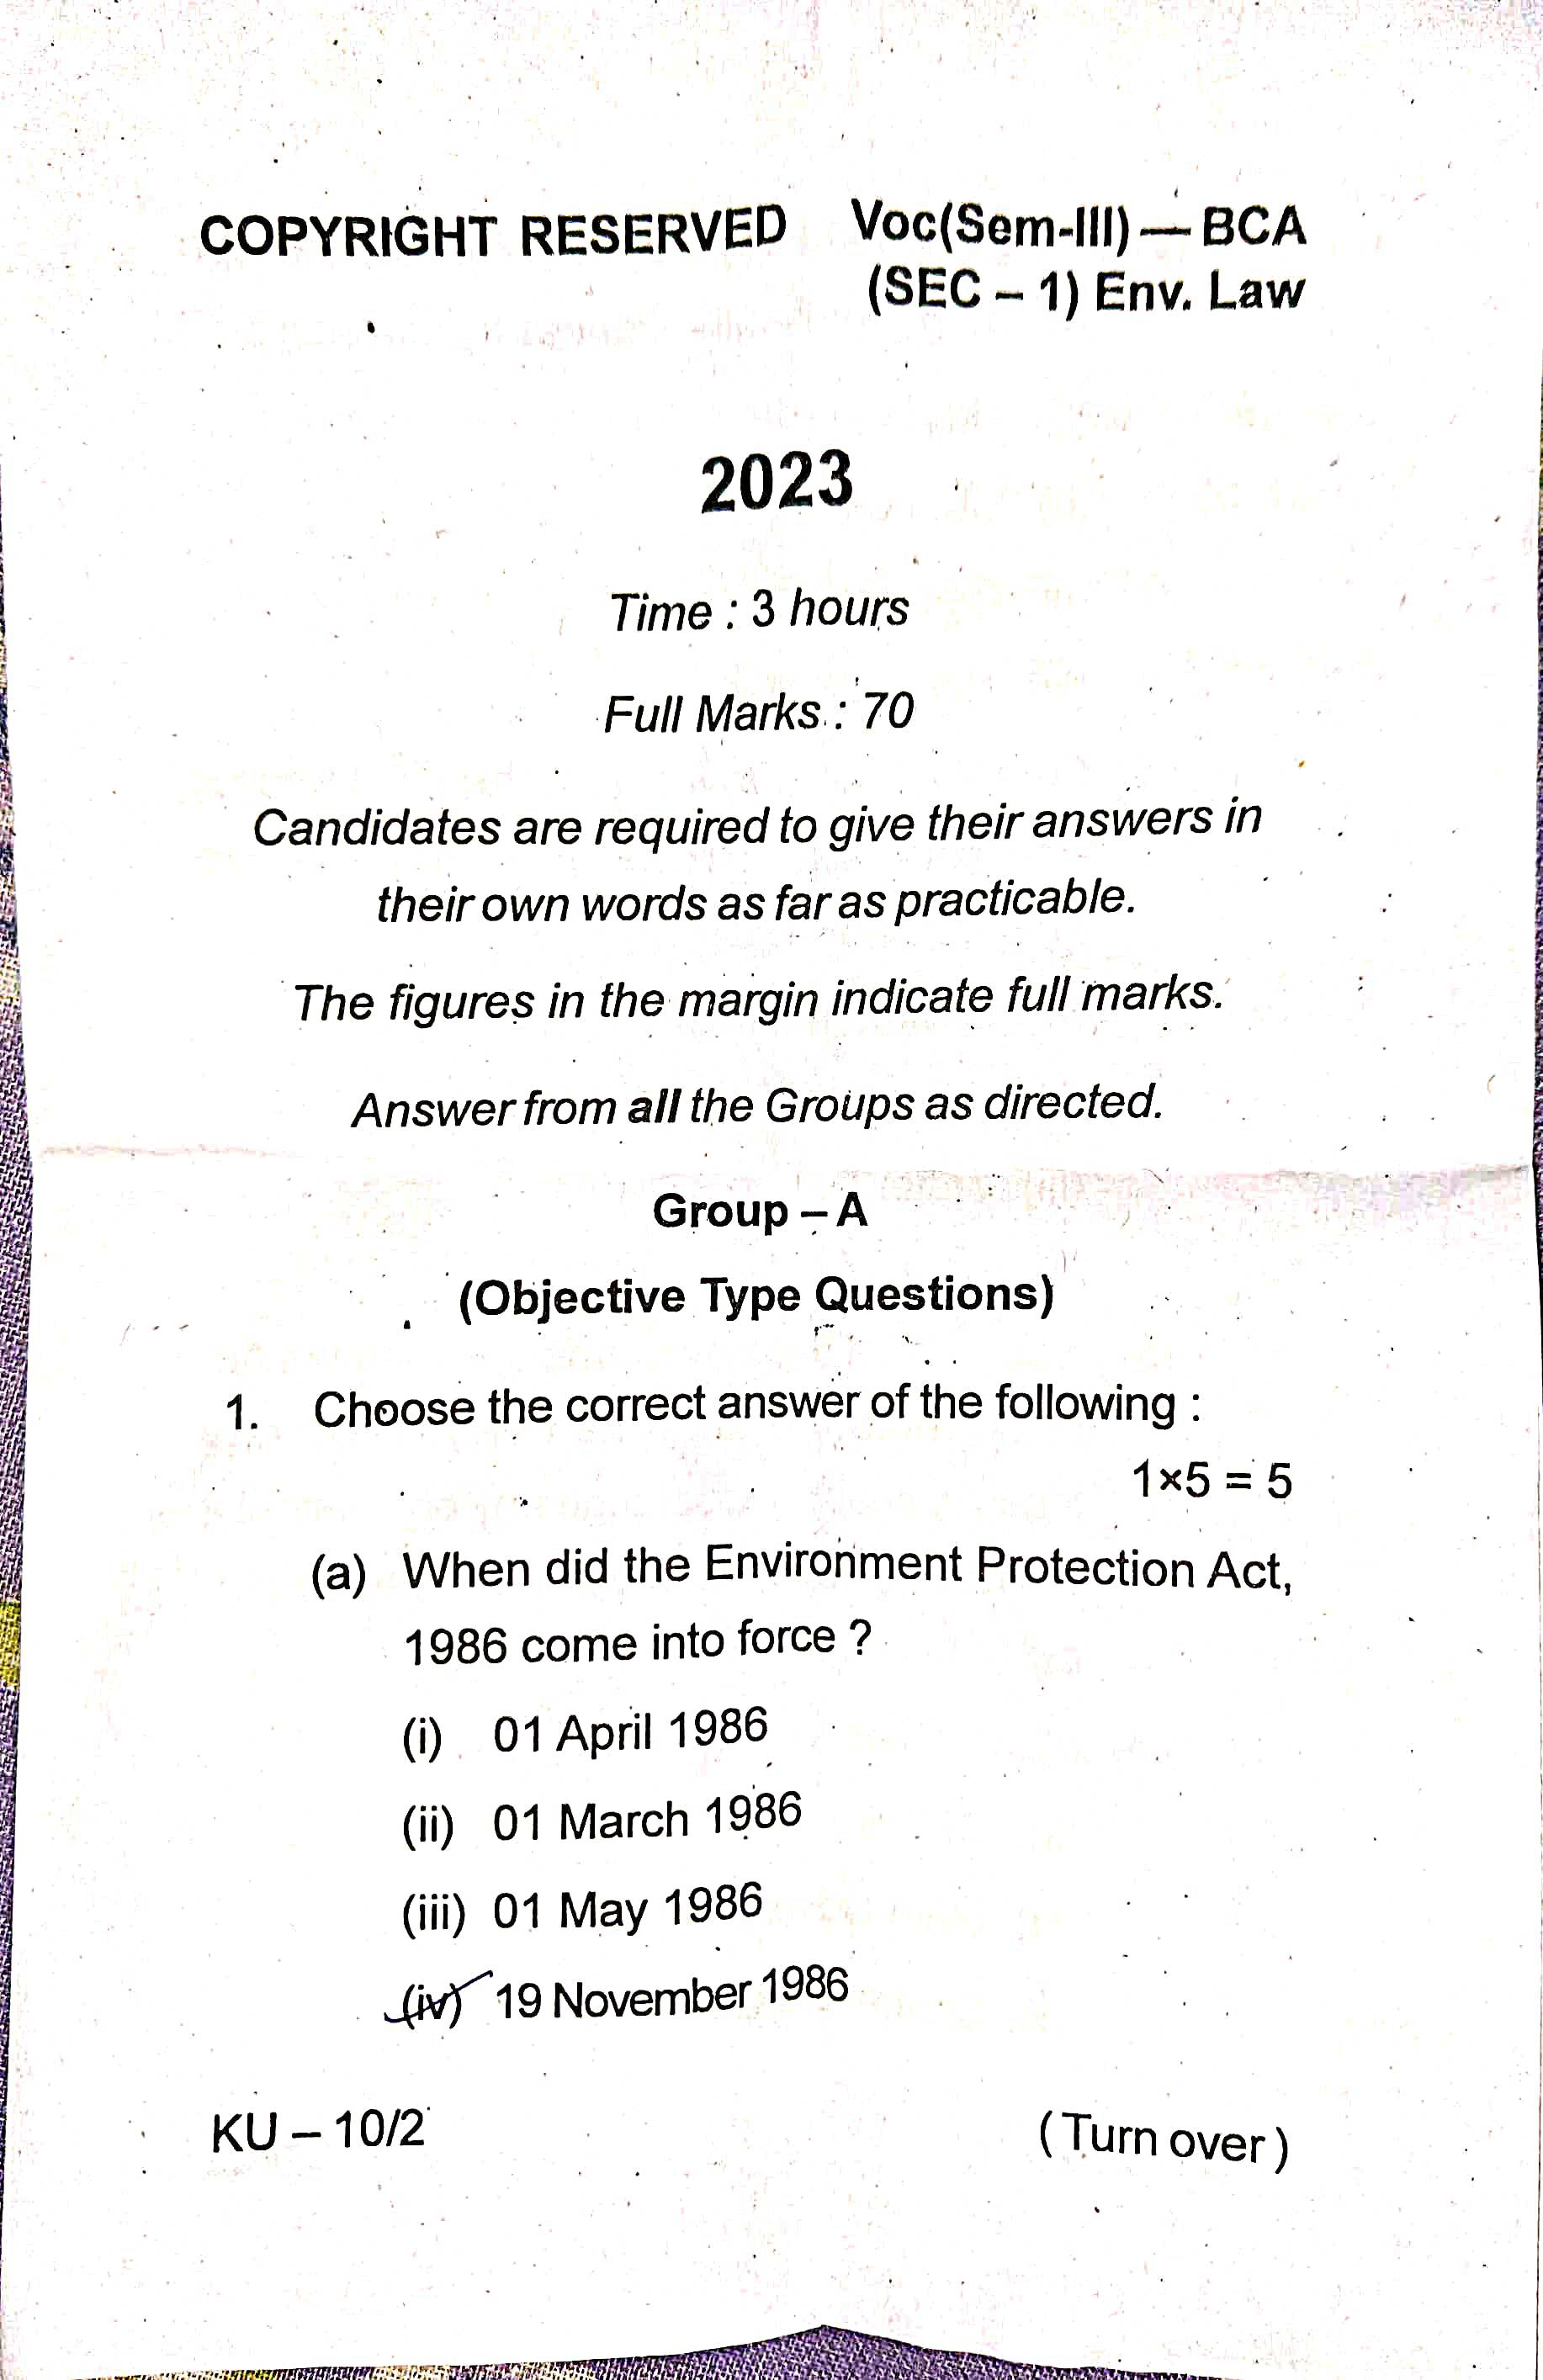 COPYRIGHT RESERVED Voc(Sem-III) — BCA
(SEC – 1) Env. Law
2023
Time : 3 hours
Full Marks : 70
Candidates are required to give their answers in
their own words as far as practicable.
The figures in the margin indicate full marks.
Answer from all the Groups as directed.
Group – A
(Objective Type Questions)
1. Choose the correct answer of the following :
1×5 = 5
(a) When did the Environment Protection Act,
1986 come into force ?
(i) 01 April 1986
(ii) 01 March 1986
(iii) 01 May 1986
(iv) 19 November 1986
KU – 10/2 (Turn over)